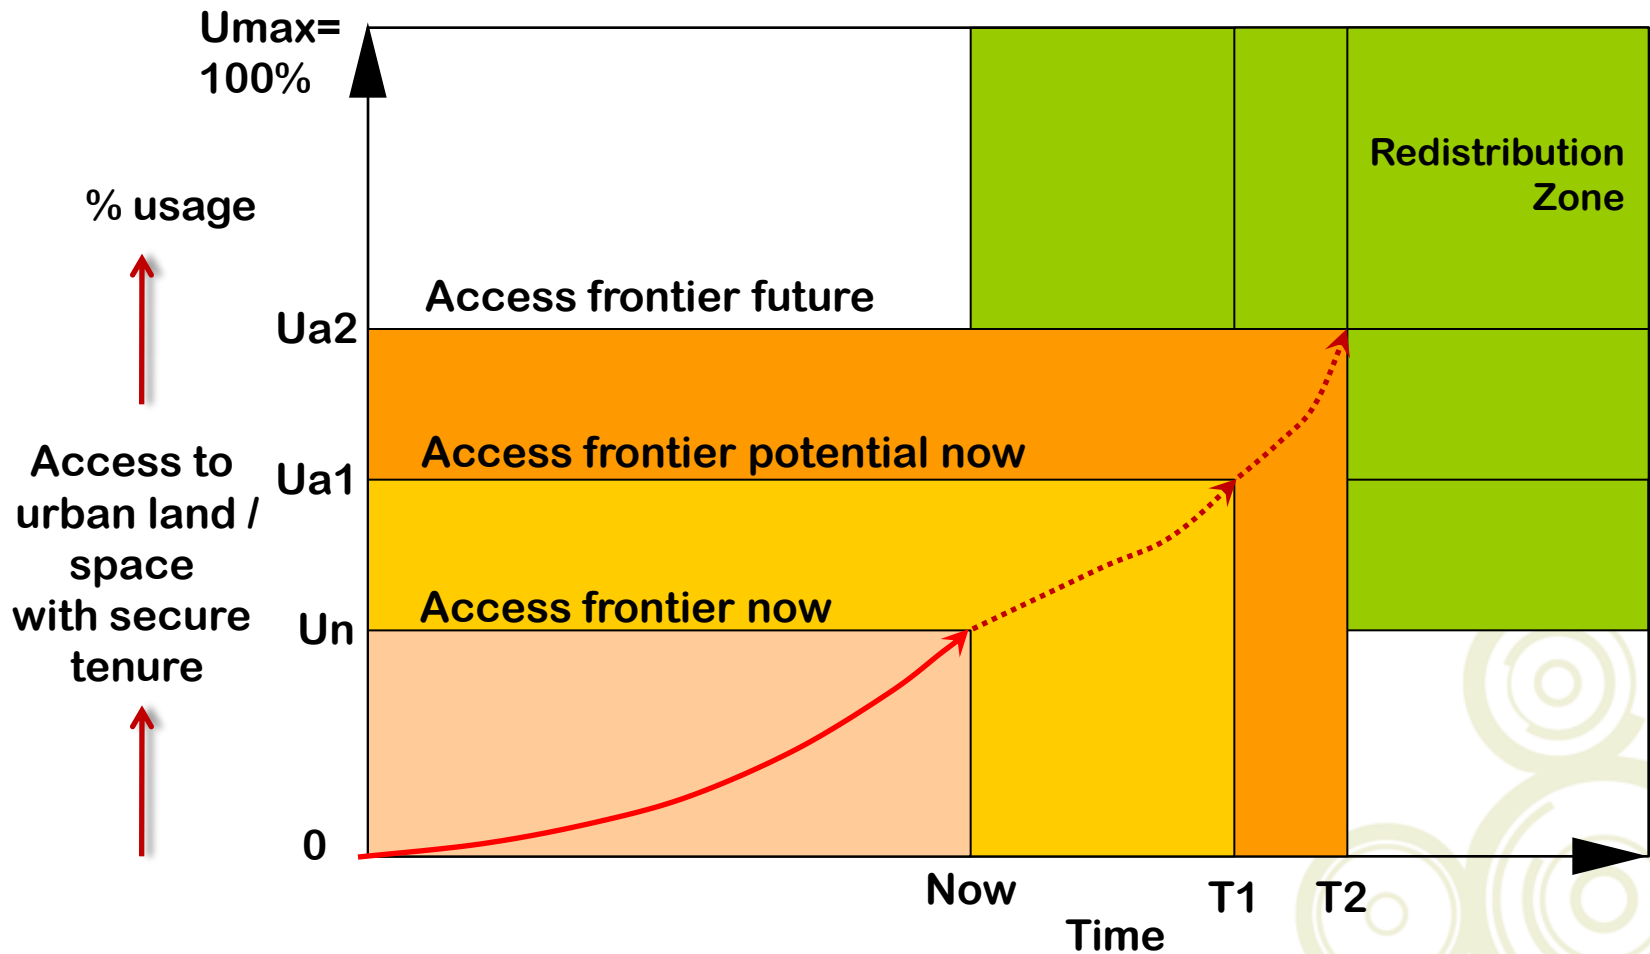 Umax=
100%
% usage
Access to
urban land /
space
with secure
tenure
Ua2
Ua1
Un
0
Access frontier future
Access frontier potential now
Access frontier now
Redistribution
Zone
Now
T1
T2
Time